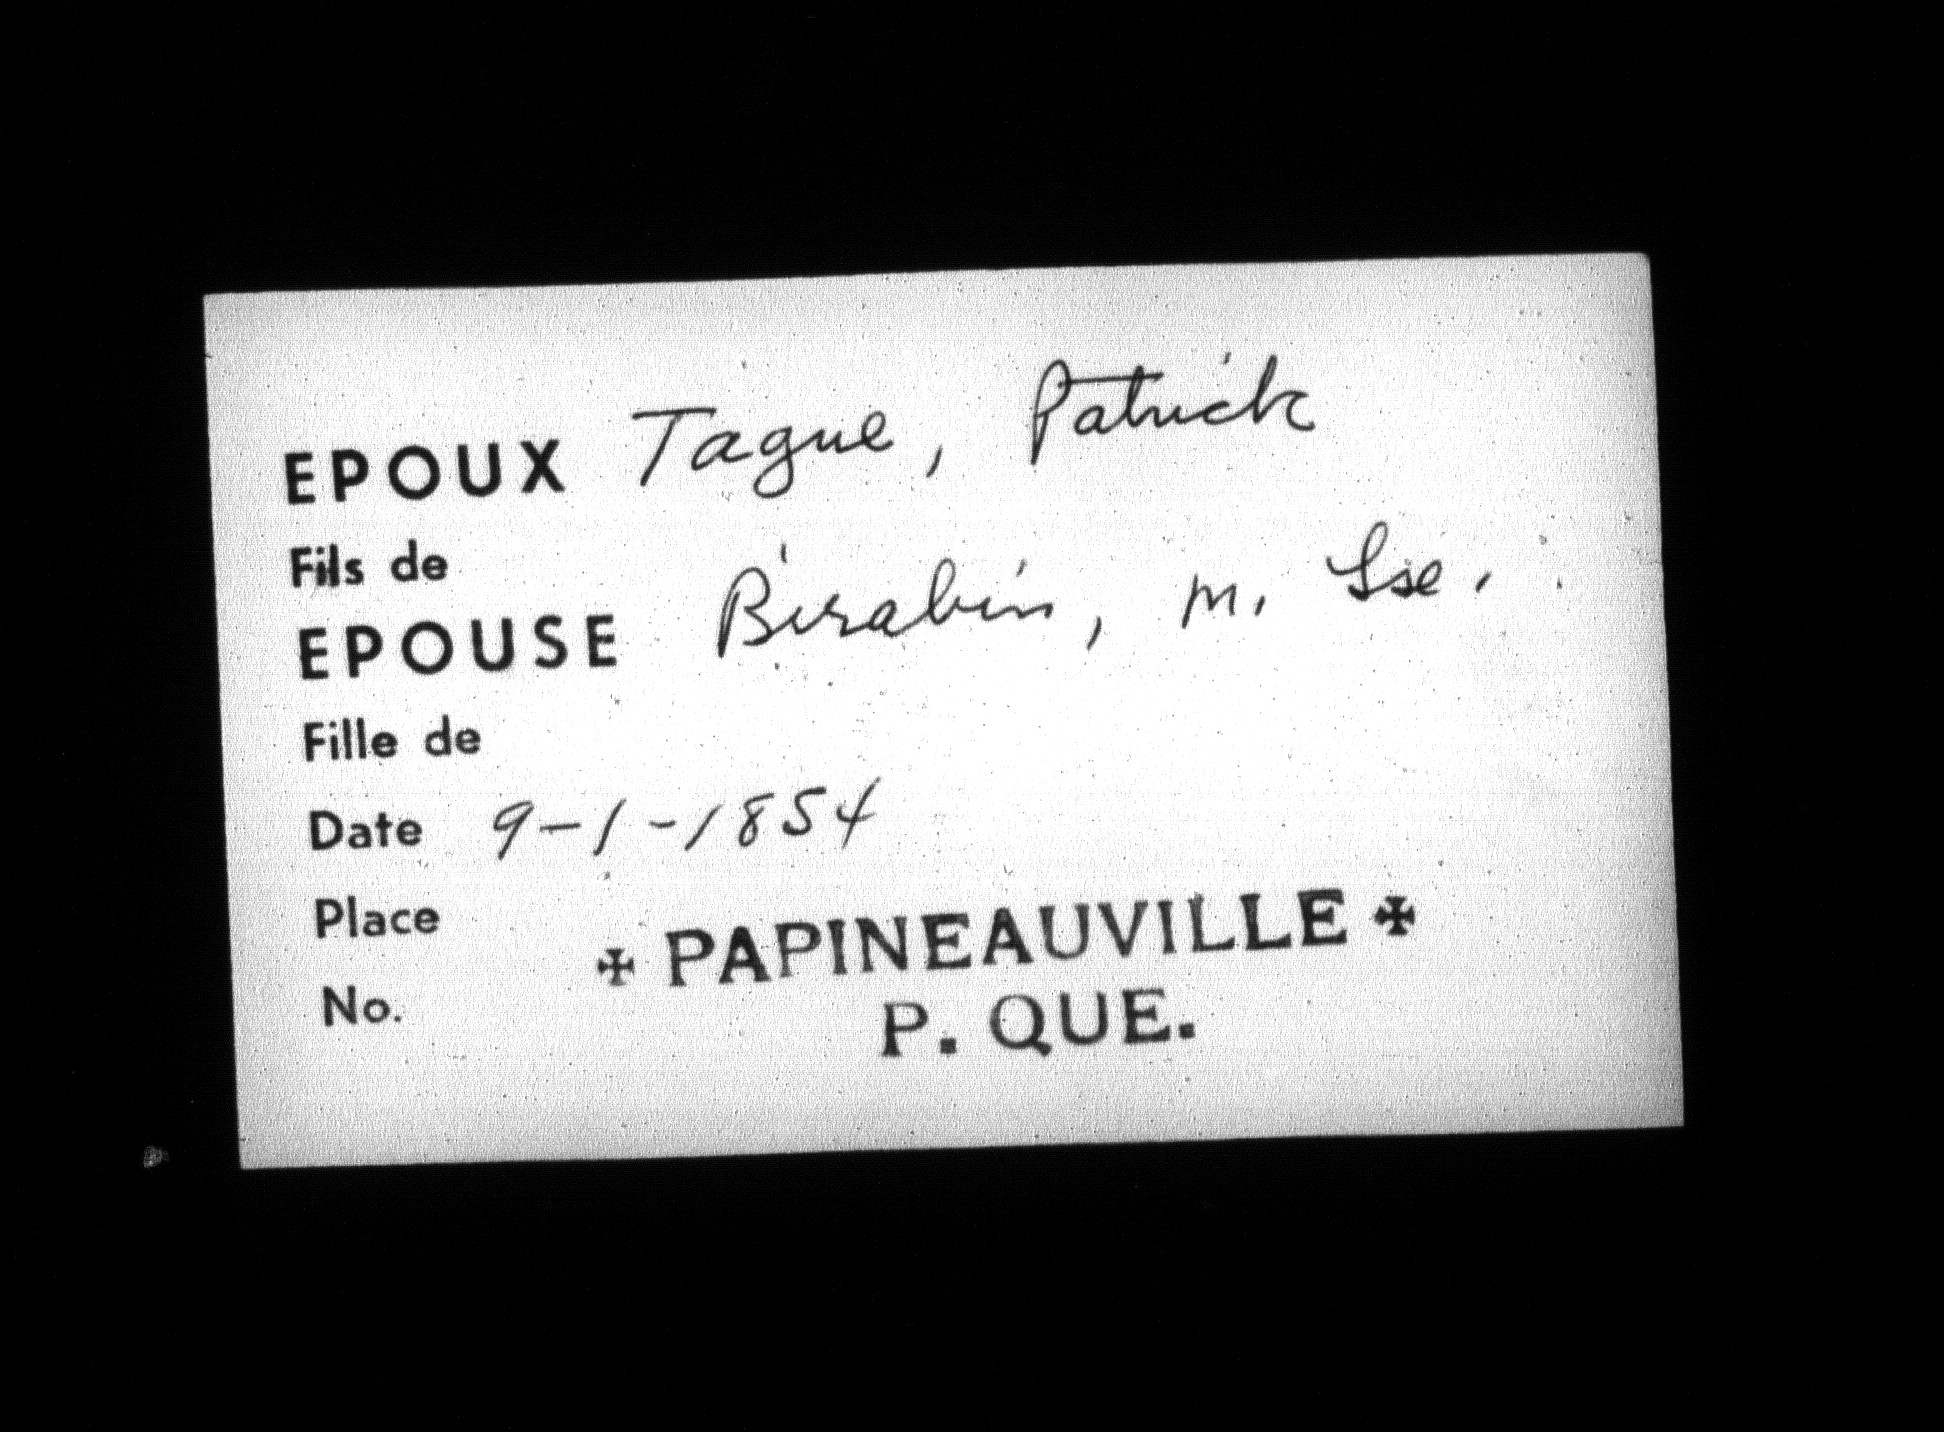 EPOUX Tague, Patrick
Fils de
EPOUSE Birabin, m. Lse.
Fille de
Date 9-1-1854
Place ✠ PAPINEAUVILLE ✠
No. P. QUE.